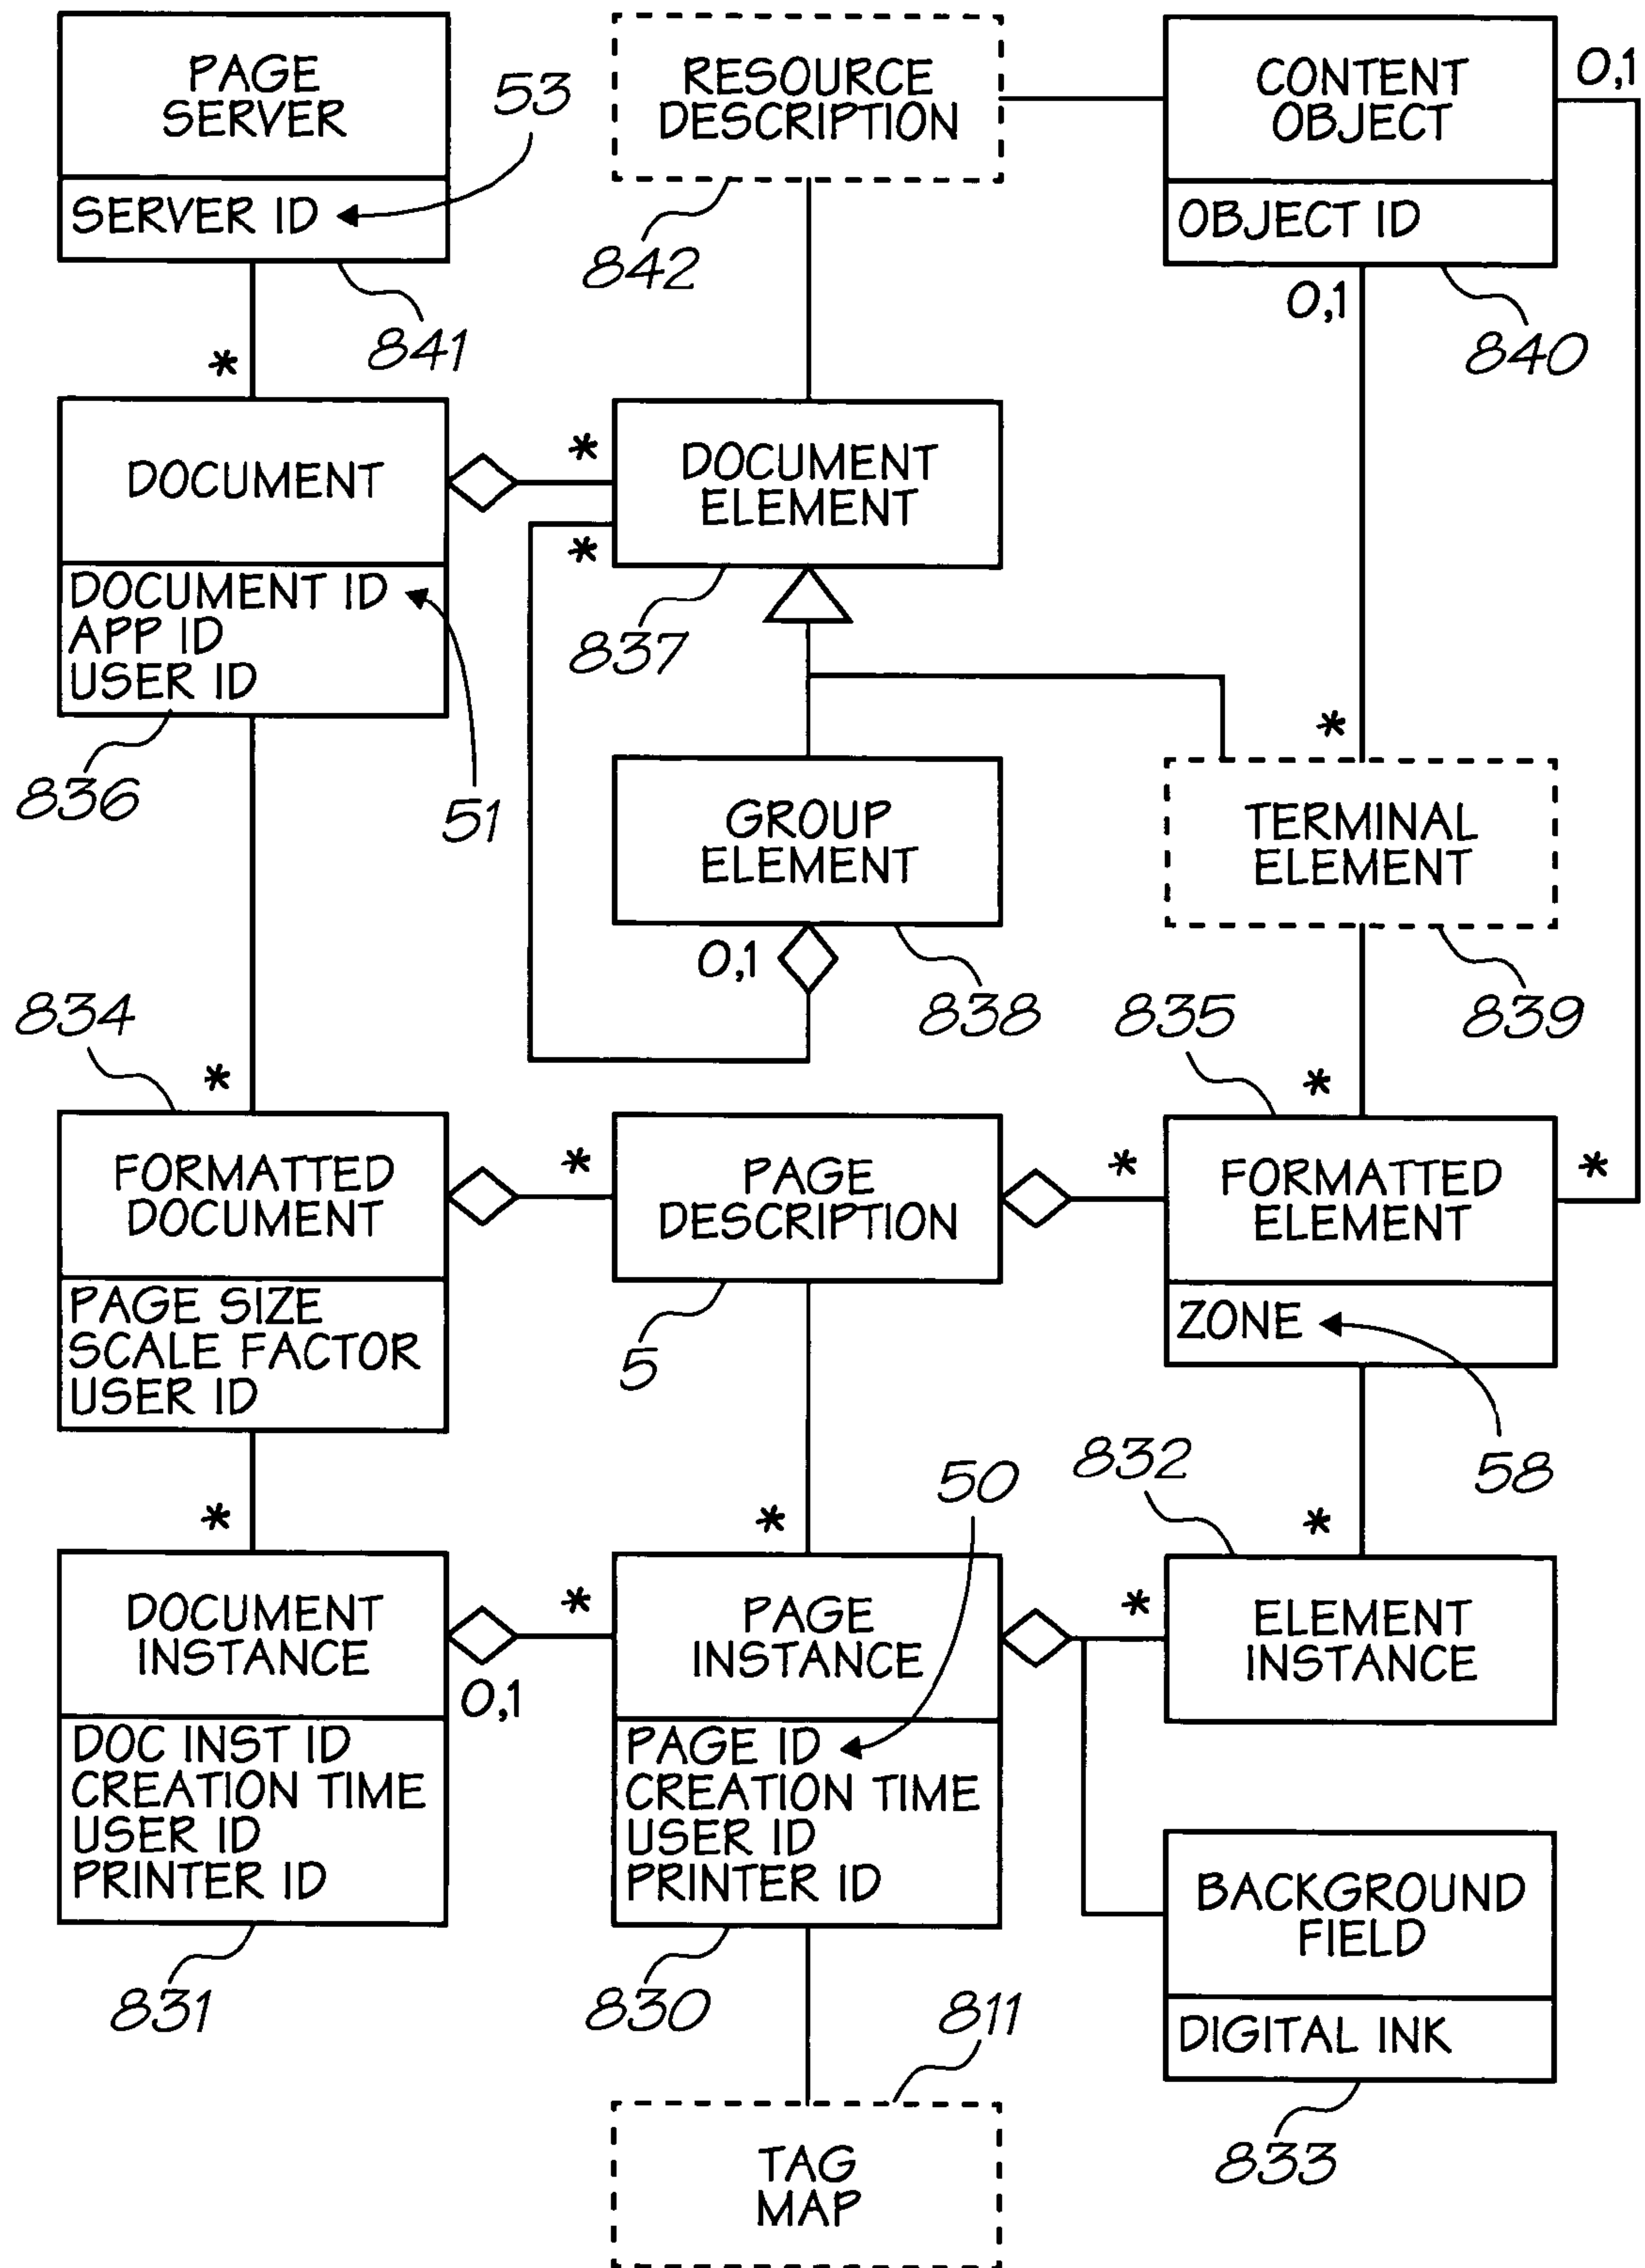 PAGE
SERVER
SERVER ID
53
841
RESOURCE
DESCRIPTION
842
CONTENT
OBJECT
OBJECT ID
0,1
0,1
840
*
DOCUMENT
DOCUMENT ID
APP ID
USER ID
836
51
*
*
DOCUMENT
ELEMENT
837
GROUP
ELEMENT
0,1
838
*
TERMINAL
ELEMENT
839
834
*
FORMATTED
DOCUMENT
PAGE SIZE
SCALE FACTOR
USER ID
*
PAGE
DESCRIPTION
5
*
835
*
FORMATTED
ELEMENT
*
ZONE
58
*
DOCUMENT
INSTANCE
0,1
DOC INST ID
CREATION TIME
USER ID
PRINTER ID
831
*
*
50
PAGE
INSTANCE
PAGE ID
CREATION TIME
USER ID
PRINTER ID
830
*
832
*
ELEMENT
INSTANCE
BACKGROUND
FIELD
DIGITAL INK
833
811
TAG
MAP